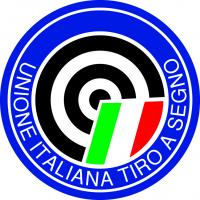 UNIONE ITALIANA TIRO A SEGNO